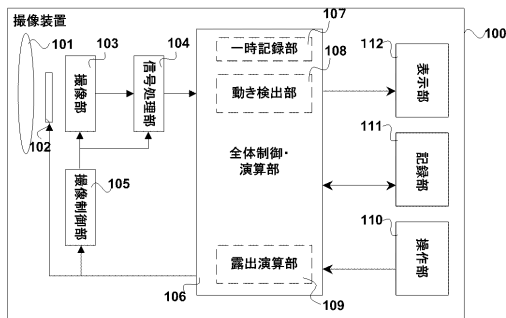 撮像装置
100
101
102
103
撮像部
104
信号処理部
105
撮像制御部
107
一時記録部
108
動き検出部
全体制御・
演算部
露出演算部
106
109
112
表示部
111
記録部
110
操作部